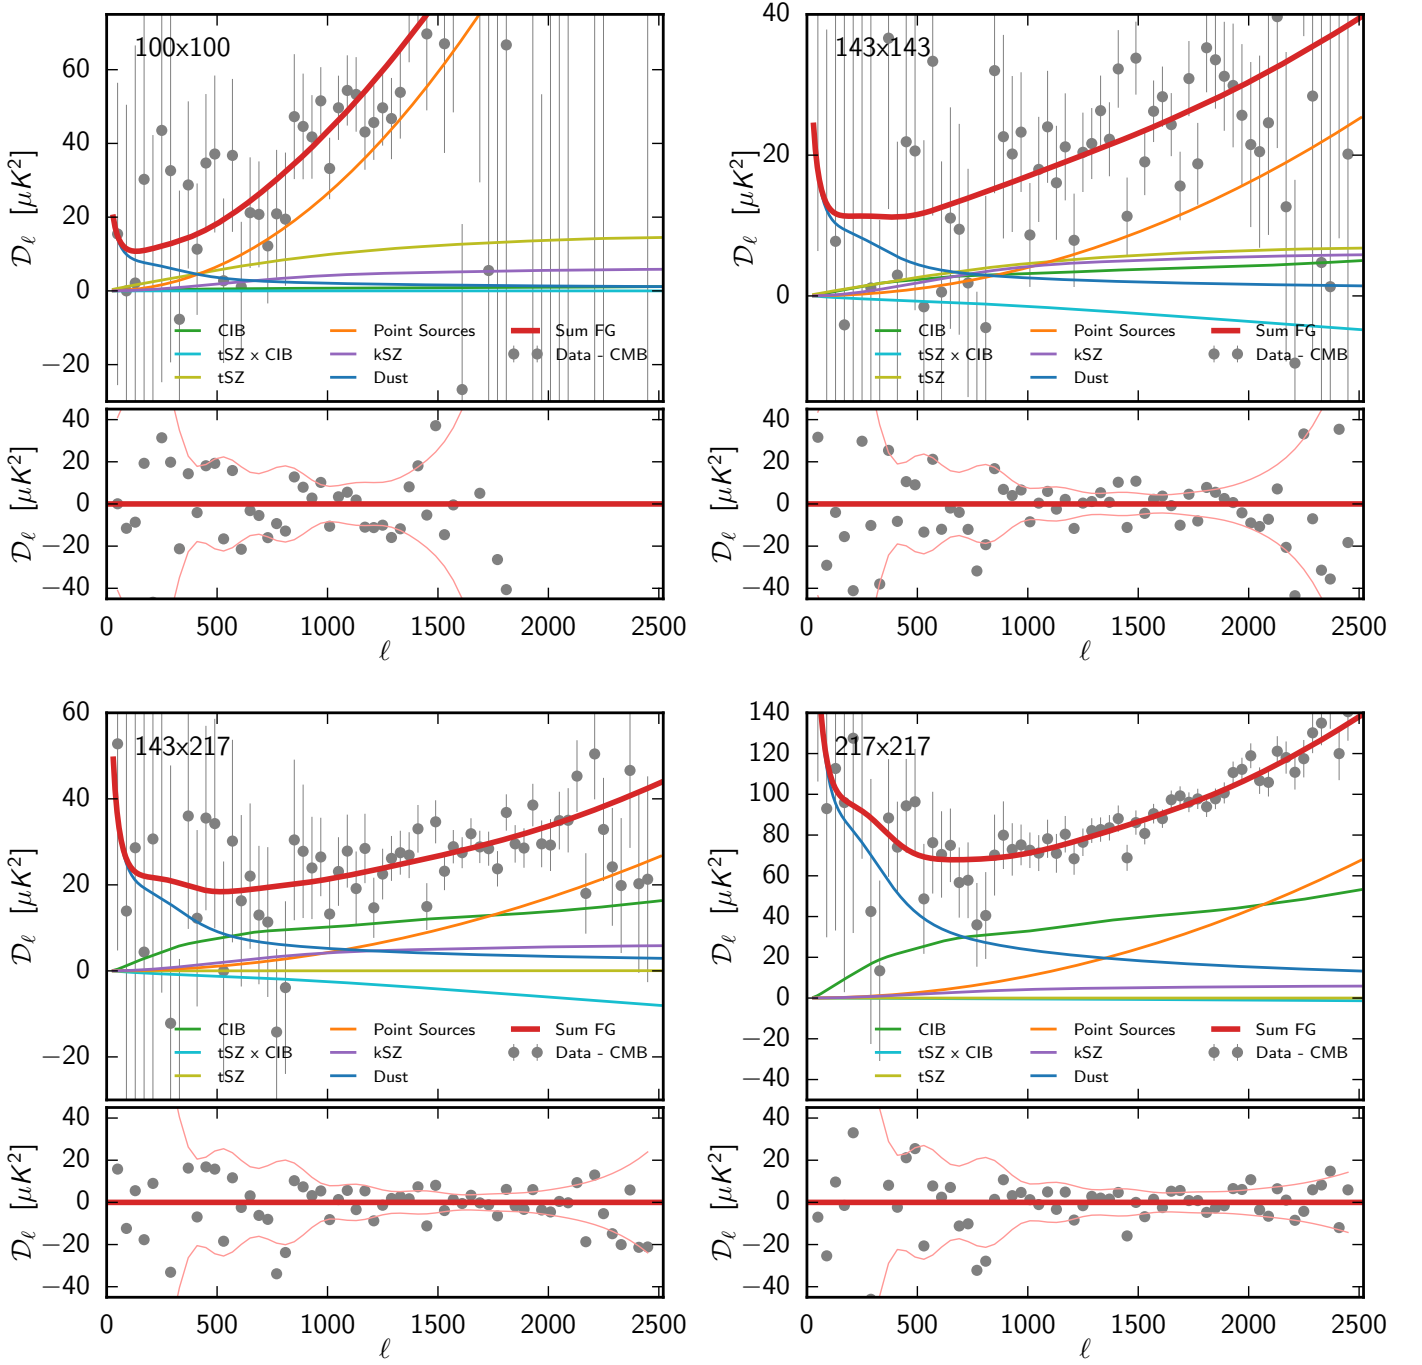 100x100
60
40
20
0
−20
𝒟ℓ [μK²]
CIB
tSZ x CIB
tSZ
Point Sources
kSZ
Dust
Sum FG
Data - CMB
40
20
0
−20
−40
𝒟ℓ [μK²]
0 500 1000 1500 2000 2500
ℓ
143x143
40
20
0
𝒟ℓ [μK²]
CIB
tSZ x CIB
tSZ
Point Sources
kSZ
Dust
Sum FG
Data - CMB
40
20
0
−20
−40
𝒟ℓ [μK²]
0 500 1000 1500 2000 2500
ℓ
143x217
60
40
20
0
−20
𝒟ℓ [μK²]
CIB
tSZ x CIB
tSZ
Point Sources
kSZ
Dust
Sum FG
Data - CMB
40
20
0
−20
−40
𝒟ℓ [μK²]
0 500 1000 1500 2000 2500
ℓ
217x217
140
120
100
80
60
40
20
0
−20
−40
𝒟ℓ [μK²]
CIB
tSZ x CIB
tSZ
Point Sources
kSZ
Dust
Sum FG
Data - CMB
40
20
0
−20
−40
𝒟ℓ [μK²]
0 500 1000 1500 2000 2500
ℓ